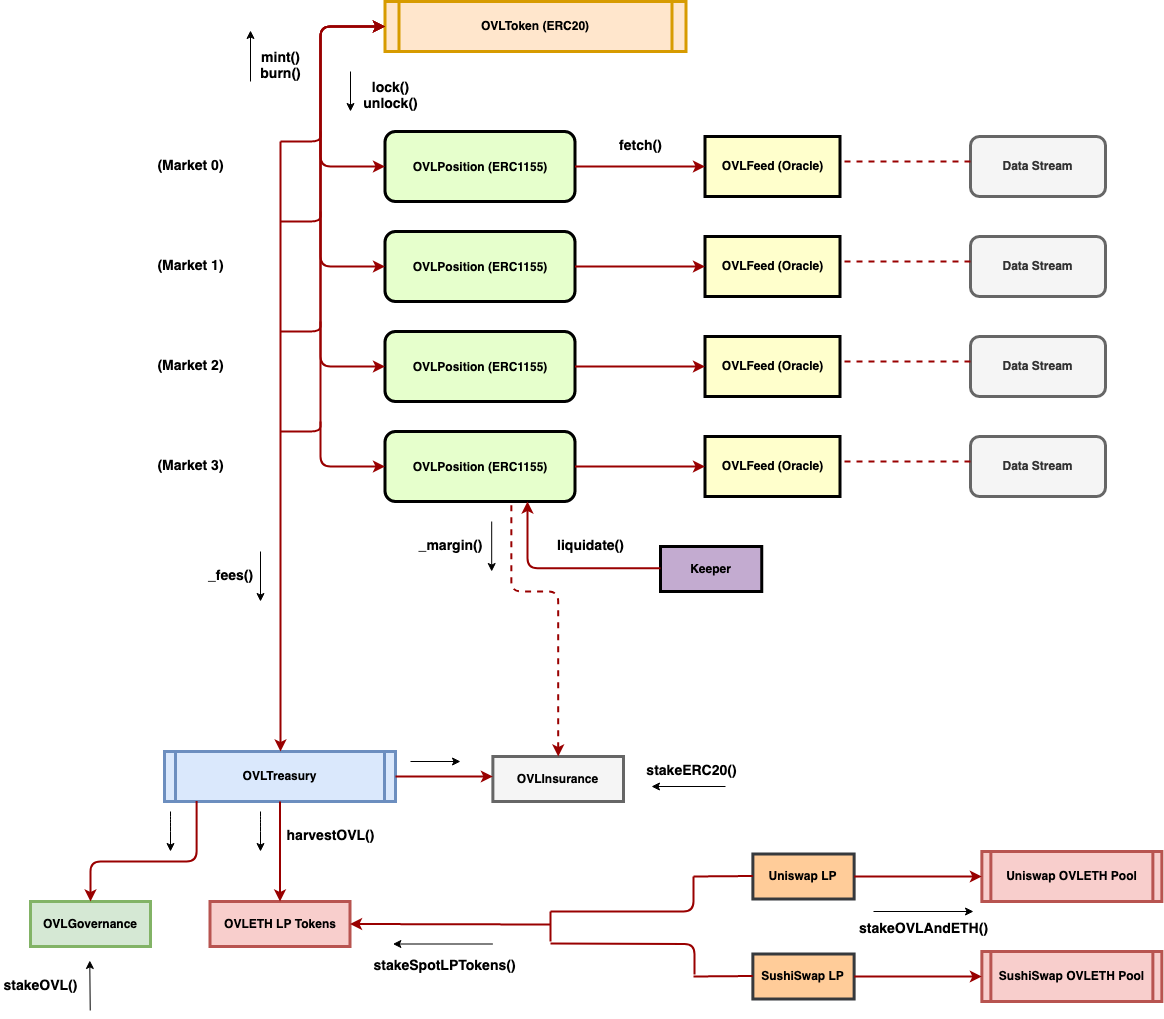 OVLToken (ERC20)
mint()
burn()
lock()
unlock()
(Market 0)
OVLPosition (ERC1155)
fetch()
OVLFeed (Oracle)
Data Stream
(Market 1)
OVLPosition (ERC1155)
OVLFeed (Oracle)
Data Stream
(Market 2)
OVLPosition (ERC1155)
OVLFeed (Oracle)
Data Stream
(Market 3)
OVLPosition (ERC1155)
OVLFeed (Oracle)
Data Stream
_margin()
liquidate()
Keeper
_fees()
OVLTreasury
OVLInsurance
stakeERC20()
harvestOVL()
OVLGovernance
OVLETH LP Tokens
Uniswap LP
Uniswap OVLETH Pool
stakeOVLAndETH()
stakeSpotLPTokens()
SushiSwap LP
SushiSwap OVLETH Pool
stakeOVL()